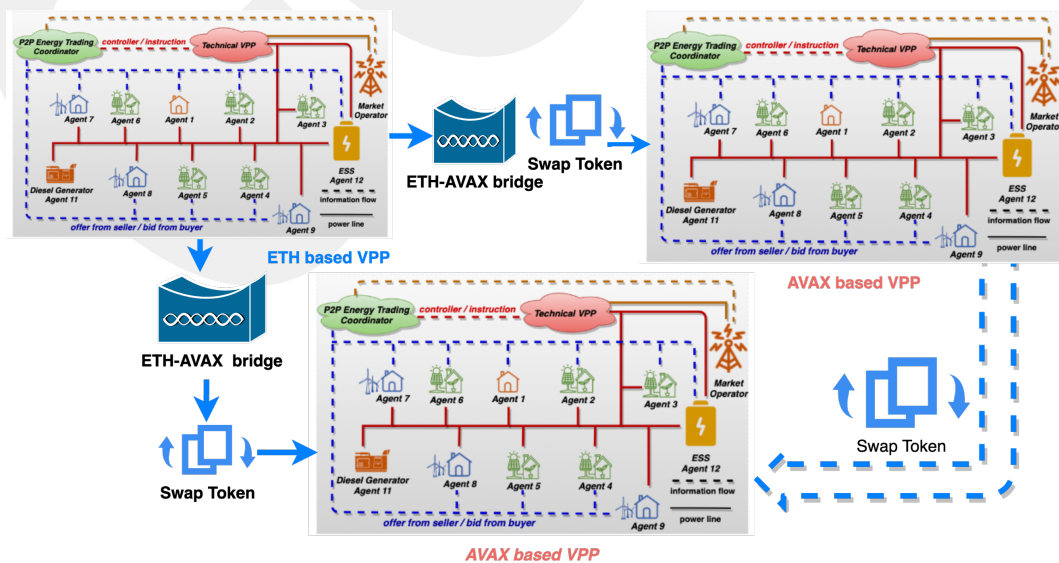 P2P Energy Trading
Coordinator
controller / instruction
Technical VPP
Agent 7
Agent 6
Agent 1
Agent 2
Agent 3
Market
Operator
Diesel Generator
Agent 11
Agent 8
Agent 5
Agent 4
Agent 9
ESS
Agent 12
information flow
power line
offer from seller / bid from buyer
ETH based VPP
ETH-AVAX bridge
Swap Token
P2P Energy Trading
Coordinator
controller / instruction
Technical VPP
Agent 7
Agent 6
Agent 1
Agent 2
Agent 3
Market
Operator
Diesel Generator
Agent 11
Agent 8
Agent 5
Agent 4
Agent 9
ESS
Agent 12
information flow
power line
offer from seller / bid from buyer
AVAX based VPP
ETH-AVAX bridge
Swap Token
P2P Energy Trading
Coordinator
controller / instruction
Technical VPP
Agent 7
Agent 6
Agent 1
Agent 2
Agent 3
Market
Operator
Diesel Generator
Agent 11
Agent 8
Agent 5
Agent 4
Agent 9
ESS
Agent 12
information flow
power line
offer from seller / bid from buyer
AVAX based VPP
Swap Token